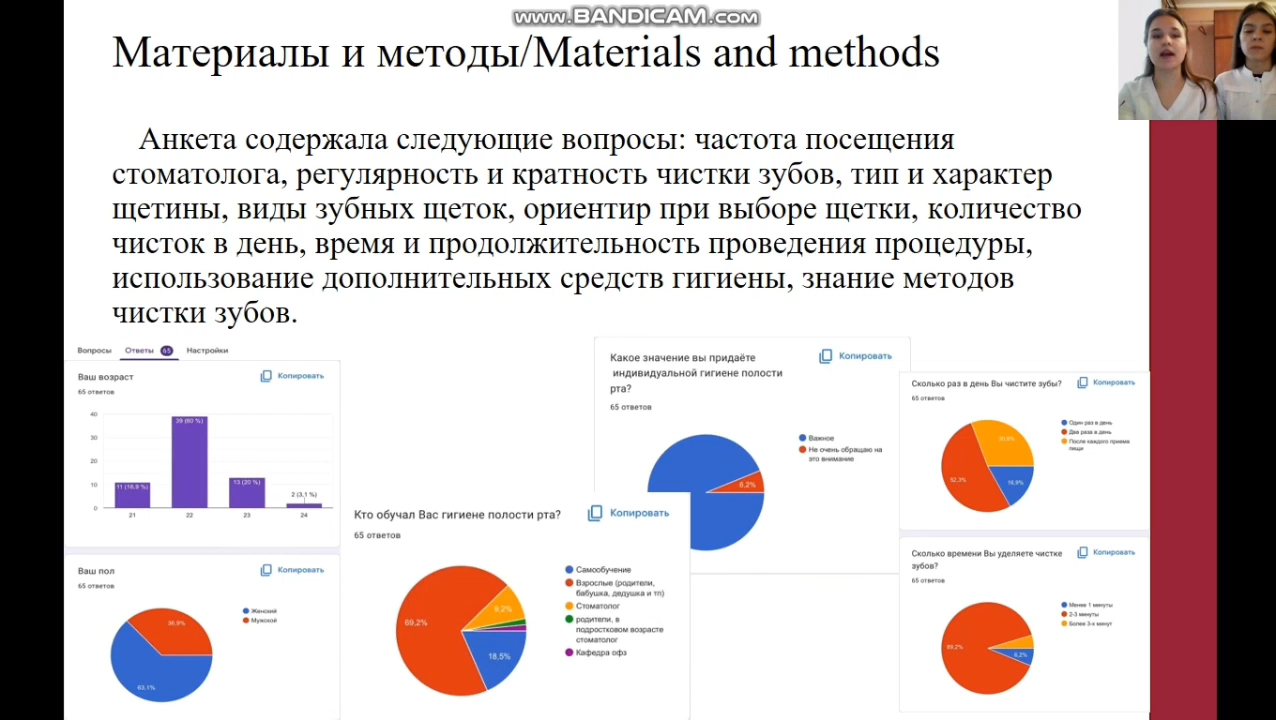 www.BANDICAM.com
Материалы и методы/Materials and methods
Анкета содержала следующие вопросы: частота посещения
стоматолога, регулярность и кратность чистки зубов, тип и характер
щетины, виды зубных щеток, ориентир при выборе щетки, количество
чисток в день, время и продолжительность проведения процедуры,
использование дополнительных средств гигиены, знание методов
чистки зубов.
Вопросы Ответы 65 Настройки
Ваш возраст Копировать
65 ответов
40
30
20
10
0
11 (16,9 %)
39 (60 %)
13 (20 %)
2 (3,1 %)
21 22 23 24
Ваш пол Копировать
65 ответов
Женский
Мужской
36,9%
63,1%
Кто обучал Вас гигиене полости рта? Копировать
65 ответов
Самообучение
Взрослые (родители,
бабушка, дедушка и тп)
Стоматолог
родители, в
подростковом возрасте
стоматолог
Кафедра офз
69,2%
9,2%
18,5%
Какое значение вы придаёте Копировать
индивидуальной гигиене полости
рта?
65 ответов
Важное
Не очень обращаю на
это внимание
6,2%
Сколько раз в день Вы чистите зубы? Копировать
65 ответов
Один раз в день
Два раза в день
После каждого приема
пищи
30,8%
52,3%
16,9%
Сколько времени Вы уделяете чистке Копировать
зубов?
65 ответов
Менее 1 минуты
2-3 минуты
Более 3-х минут
89,2%
6,2%